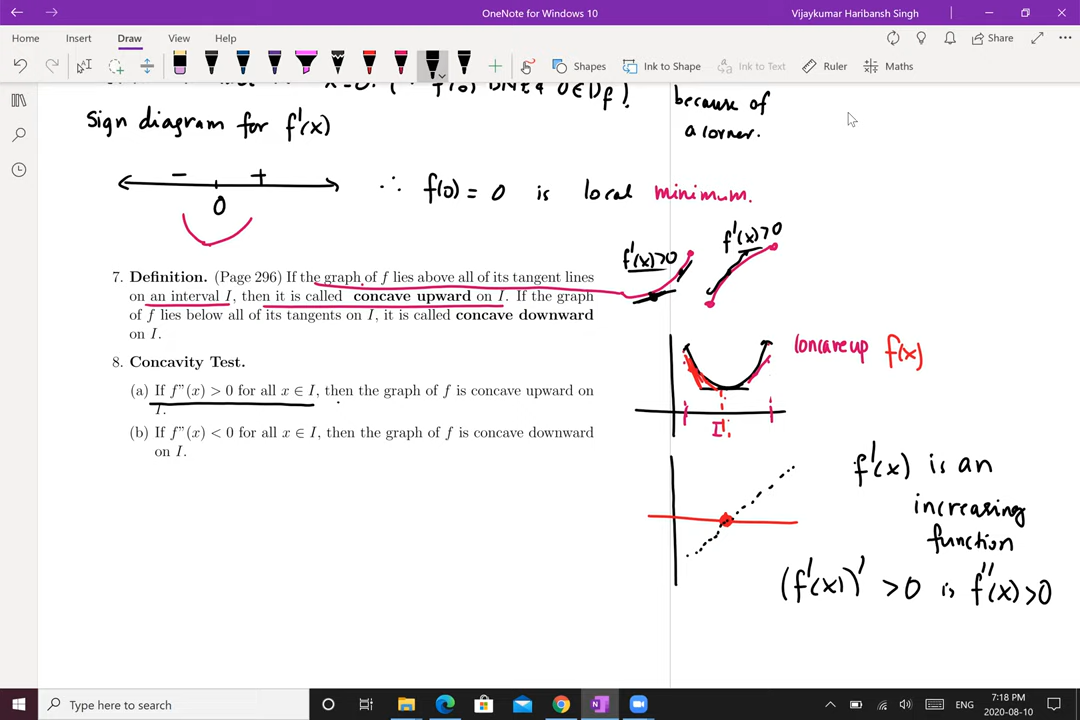 OneNote for Windows 10
Vijaykumar Haribansh Singh
Home Insert Draw View Help
Share
Shapes
Ink to Shape
Ink to Text
Ruler
Maths
because of
a corner.
Sign diagram for f'(x)
− +
0
∴ f(0) = 0 is local minimum.
f'(x)>0
f'(x)>0
7. Definition. (Page 296) If the graph of f lies above all of its tangent lines
on an interval I, then it is called concave upward on I. If the graph
of f lies below all of its tangents on I, it is called concave downward
on I.
8. Concavity Test.
(a) If f”(x) > 0 for all x ∈ I, then the graph of f is concave upward on
I.
(b) If f”(x) < 0 for all x ∈ I, then the graph of f is concave downward
on I.
concave up f(x)
I
f'(x) is an
increasing
function
(f'(x))' >0 is f''(x)>0
Type here to search
ENG
7:18 PM
2020-08-10